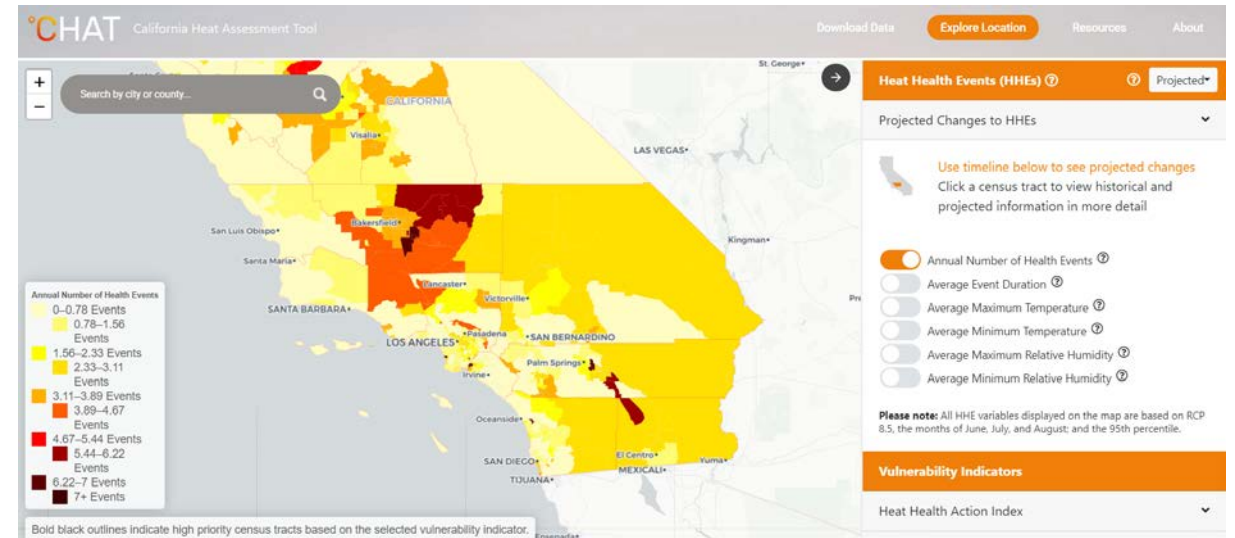 °CHAT California Heat Assessment Tool
Download Data
Explore Location
Resources
About
+
−
Search by city or county...
St. George
CALIFORNIA
Visalia
LAS VEGAS
Bakersfield
San Luis Obispo
Kingman
Santa Maria
Lancaster
Victorville
SANTA BARBARA
Pasadena
LOS ANGELES
SAN BERNARDINO
Palm Springs
Irvine
Oceanside
El Centro
SAN DIEGO
MEXICALI
Yuma
TIJUANA
Ensenada
Annual Number of Health Events
0–0.78 Events
0.78–1.56
Events
1.56–2.33 Events
2.33–3.11
Events
3.11–3.89 Events
3.89–4.67
Events
4.67–5.44 Events
5.44–6.22
Events
6.22–7 Events
7+ Events
Bold black outlines indicate high priority census tracts based on the selected vulnerability indicator.
Heat Health Events (HHEs) ?
? Projected
Projected Changes to HHEs
Use timeline below to see projected changes
Click a census tract to view historical and
projected information in more detail
Annual Number of Health Events ?
Average Event Duration ?
Average Maximum Temperature ?
Average Minimum Temperature ?
Average Maximum Relative Humidity ?
Average Minimum Relative Humidity ?
Please note: All HHE variables displayed on the map are based on RCP
8.5, the months of June, July, and August; and the 95th percentile.
Vulnerability Indicators
Heat Health Action Index